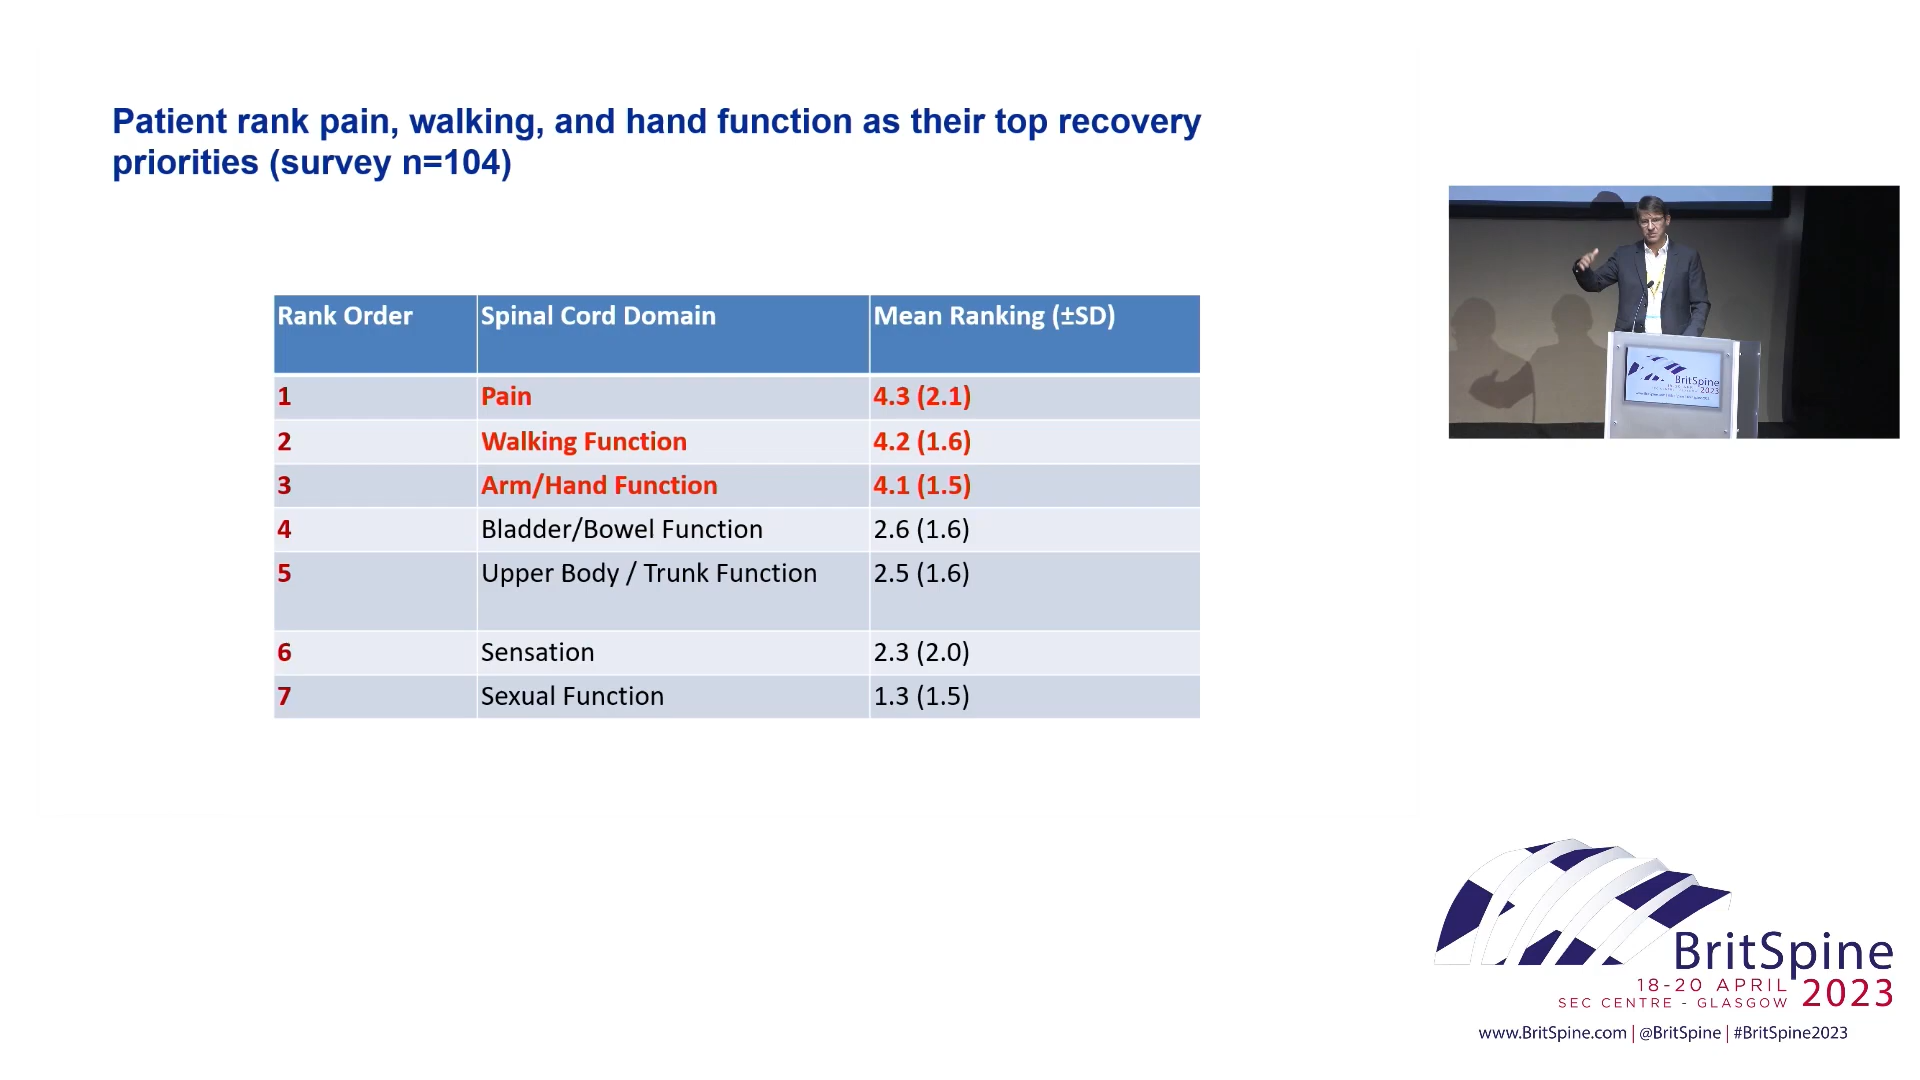 Patient rank pain, walking, and hand function as their top recovery
priorities (survey n=104)
Rank Order Spinal Cord Domain Mean Ranking (±SD)
1 Pain 4.3 (2.1)
2 Walking Function 4.2 (1.6)
3 Arm/Hand Function 4.1 (1.5)
4 Bladder/Bowel Function 2.6 (1.6)
5 Upper Body / Trunk Function 2.5 (1.6)
6 Sensation 2.3 (2.0)
7 Sexual Function 1.3 (1.5)
BritSpine
2023
BritSpine
18-20 APRIL 2023
SEC CENTRE - GLASGOW
www.BritSpine.com | @BritSpine | #BritSpine2023